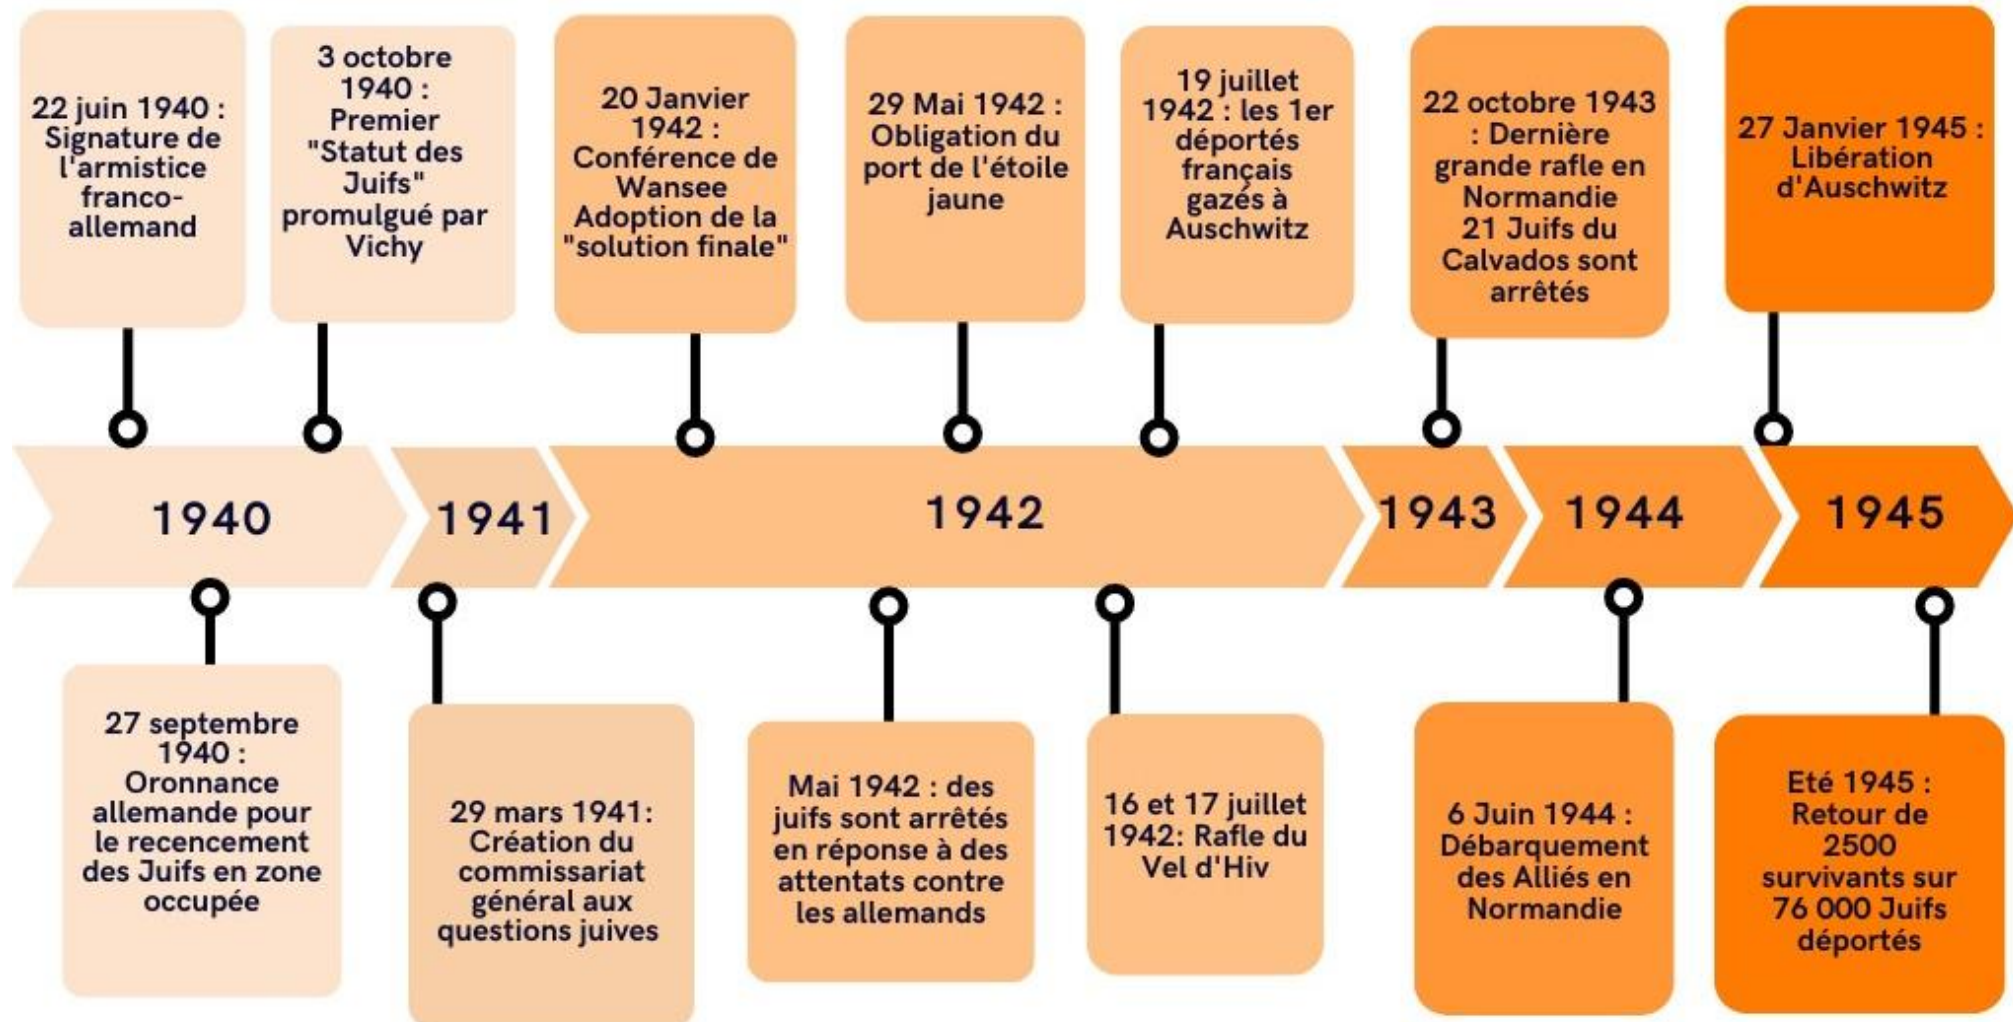 22 juin 1940 :
Signature de
l'armistice
franco-
allemand
3 octobre
1940 :
Premier
"Statut des
Juifs"
promulgué par
Vichy
20 Janvier
1942 :
Conférence de
Wansee
Adoption de la
"solution finale"
29 Mai 1942 :
Obligation du
port de l'étoile
jaune
19 juillet
1942 : les 1er
déportés
français
gazés à
Auschwitz
22 octobre 1943
: Dernière
grande rafle en
Normandie
21 Juifs du
Calvados sont
arrêtés
27 Janvier 1945 :
Libération
d'Auschwitz
1940
1941
1942
1943
1944
1945
27 septembre
1940 :
Oronnance
allemande pour
le recencement
des Juifs en zone
occupée
29 mars 1941:
Création du
commissariat
général aux
questions juives
Mai 1942 : des
juifs sont arrêtés
en réponse à des
attentats contre
les allemands
16 et 17 juillet
1942: Rafle du
Vel d'Hiv
6 Juin 1944 :
Débarquement
des Alliés en
Normandie
Eté 1945 :
Retour de
2500
survivants sur
76 000 Juifs
déportés